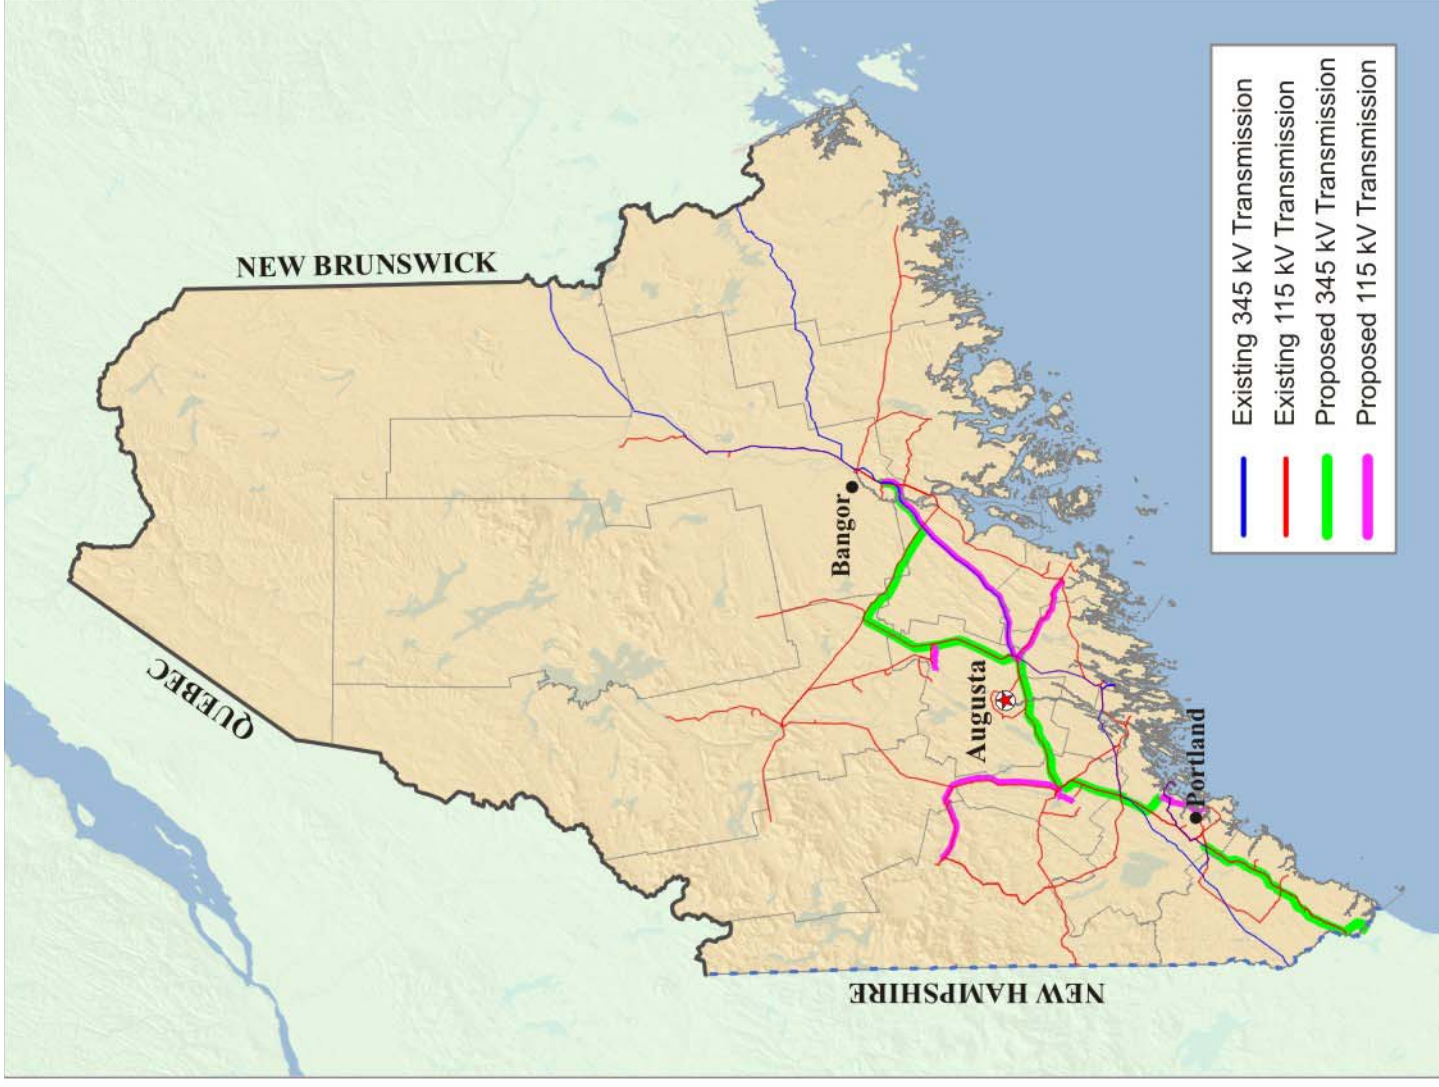 QUEBEC
NEW BRUNSWICK
Bangor
Augusta
Portland
NEW HAMPSHIRE
Existing 345 kV Transmission
Existing 115 kV Transmission
Proposed 345 kV Transmission
Proposed 115 kV Transmission